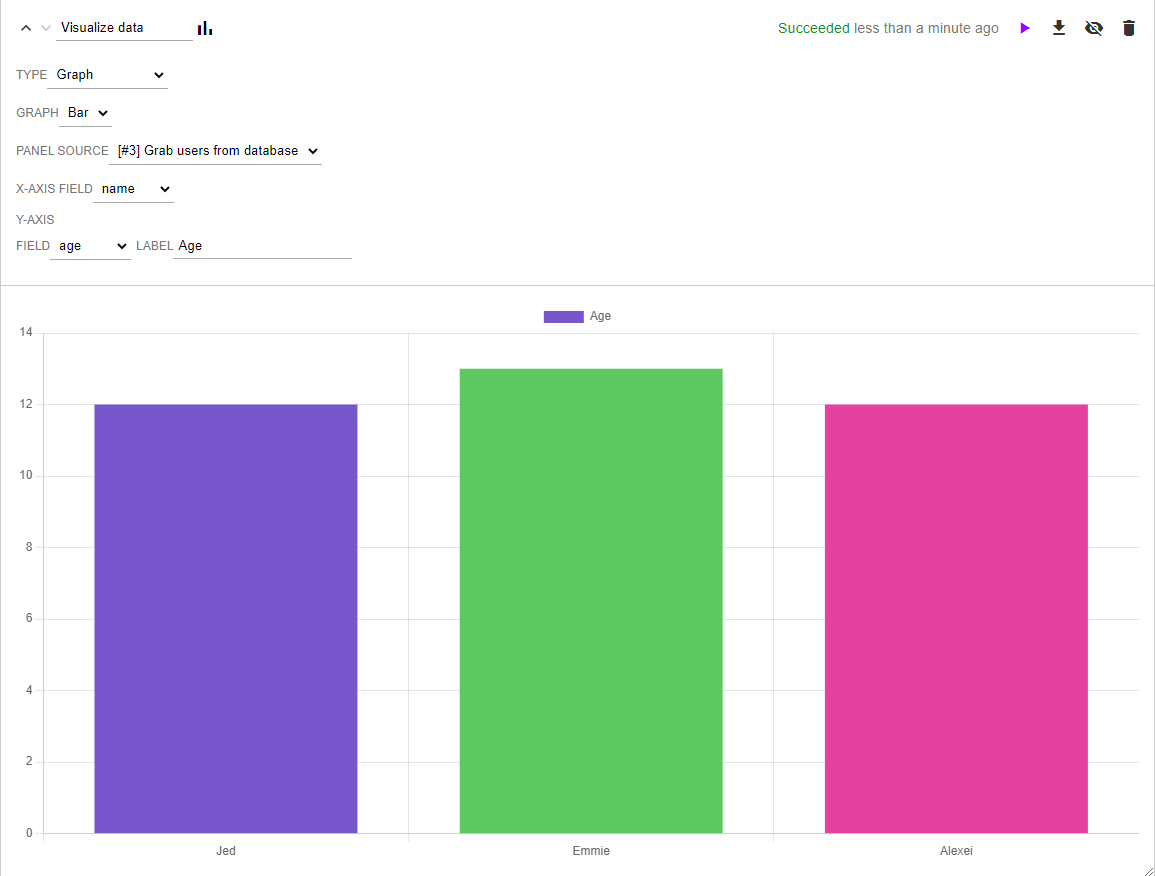 Visualize data Succeeded less than a minute ago
TYPE Graph
GRAPH Bar
PANEL SOURCE [#3] Grab users from database
X-AXIS FIELD name
Y-AXIS
FIELD age LABEL Age
Age
14
12
10
8
6
4
2
0
Jed Emmie Alexei